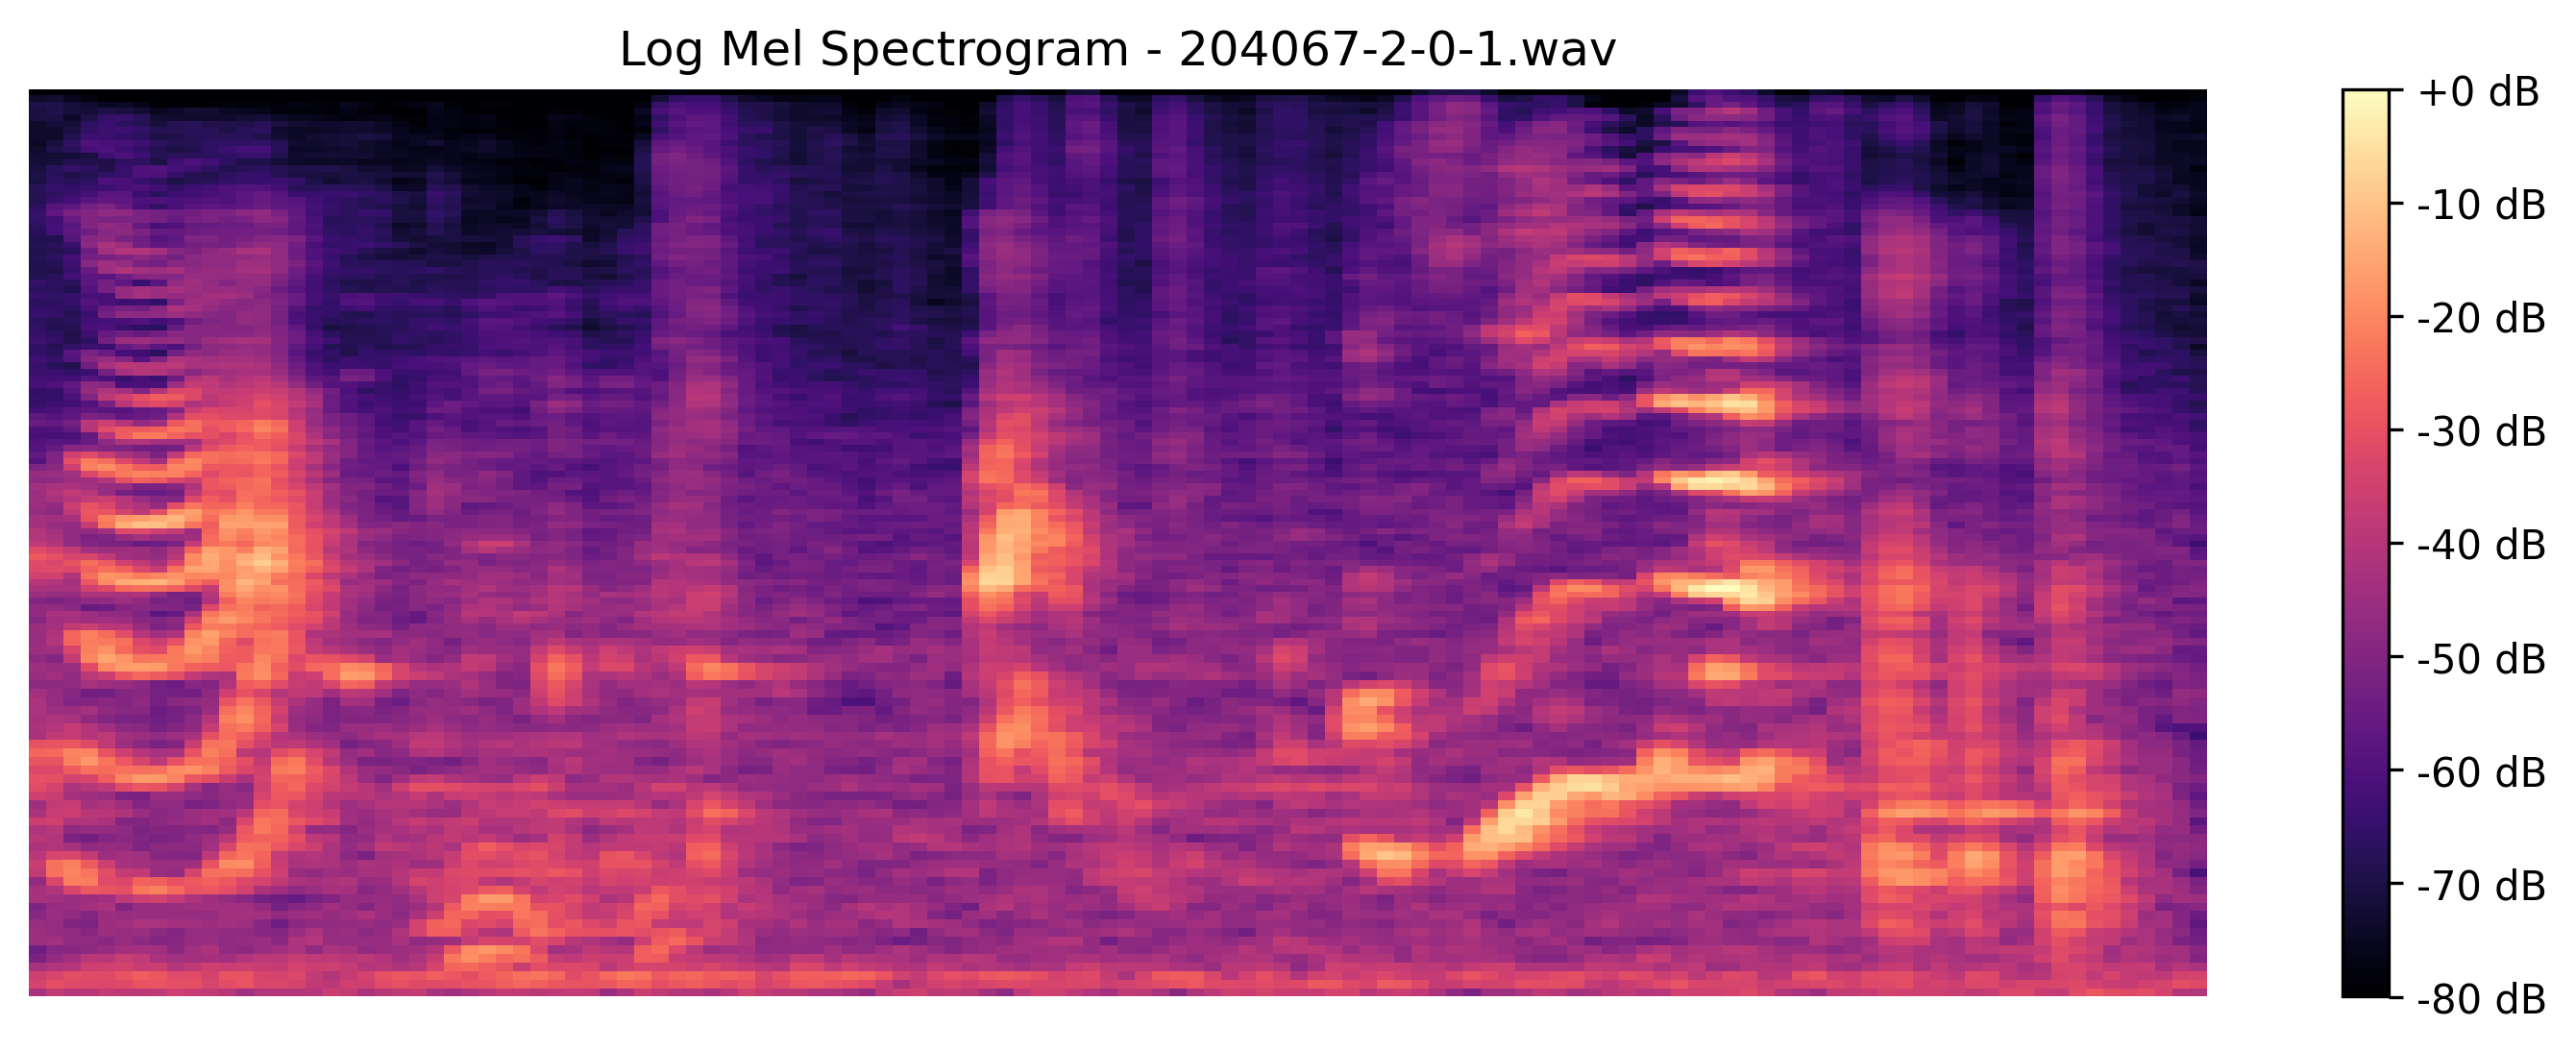 Log Mel Spectrogram - 204067-2-0-1.wav
+0 dB
-10 dB
-20 dB
-30 dB
-40 dB
-50 dB
-60 dB
-70 dB
-80 dB